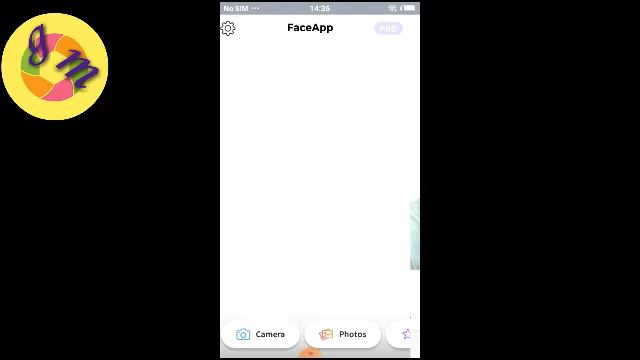 No SIM
14:36
FaceApp
PRO
Camera
Photos
g
m